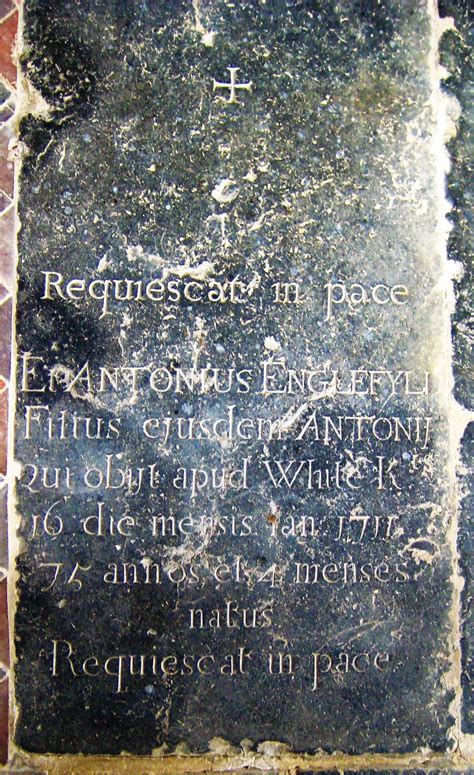 Requiescat in pace
Et ANTONIUS ENGLEFYLD
Filius ejusdem ANTONIJ
Qui obijt apud White K
16 die mensis Jan 1711
75 annos et 4 menses
natus
Requiescat in pace